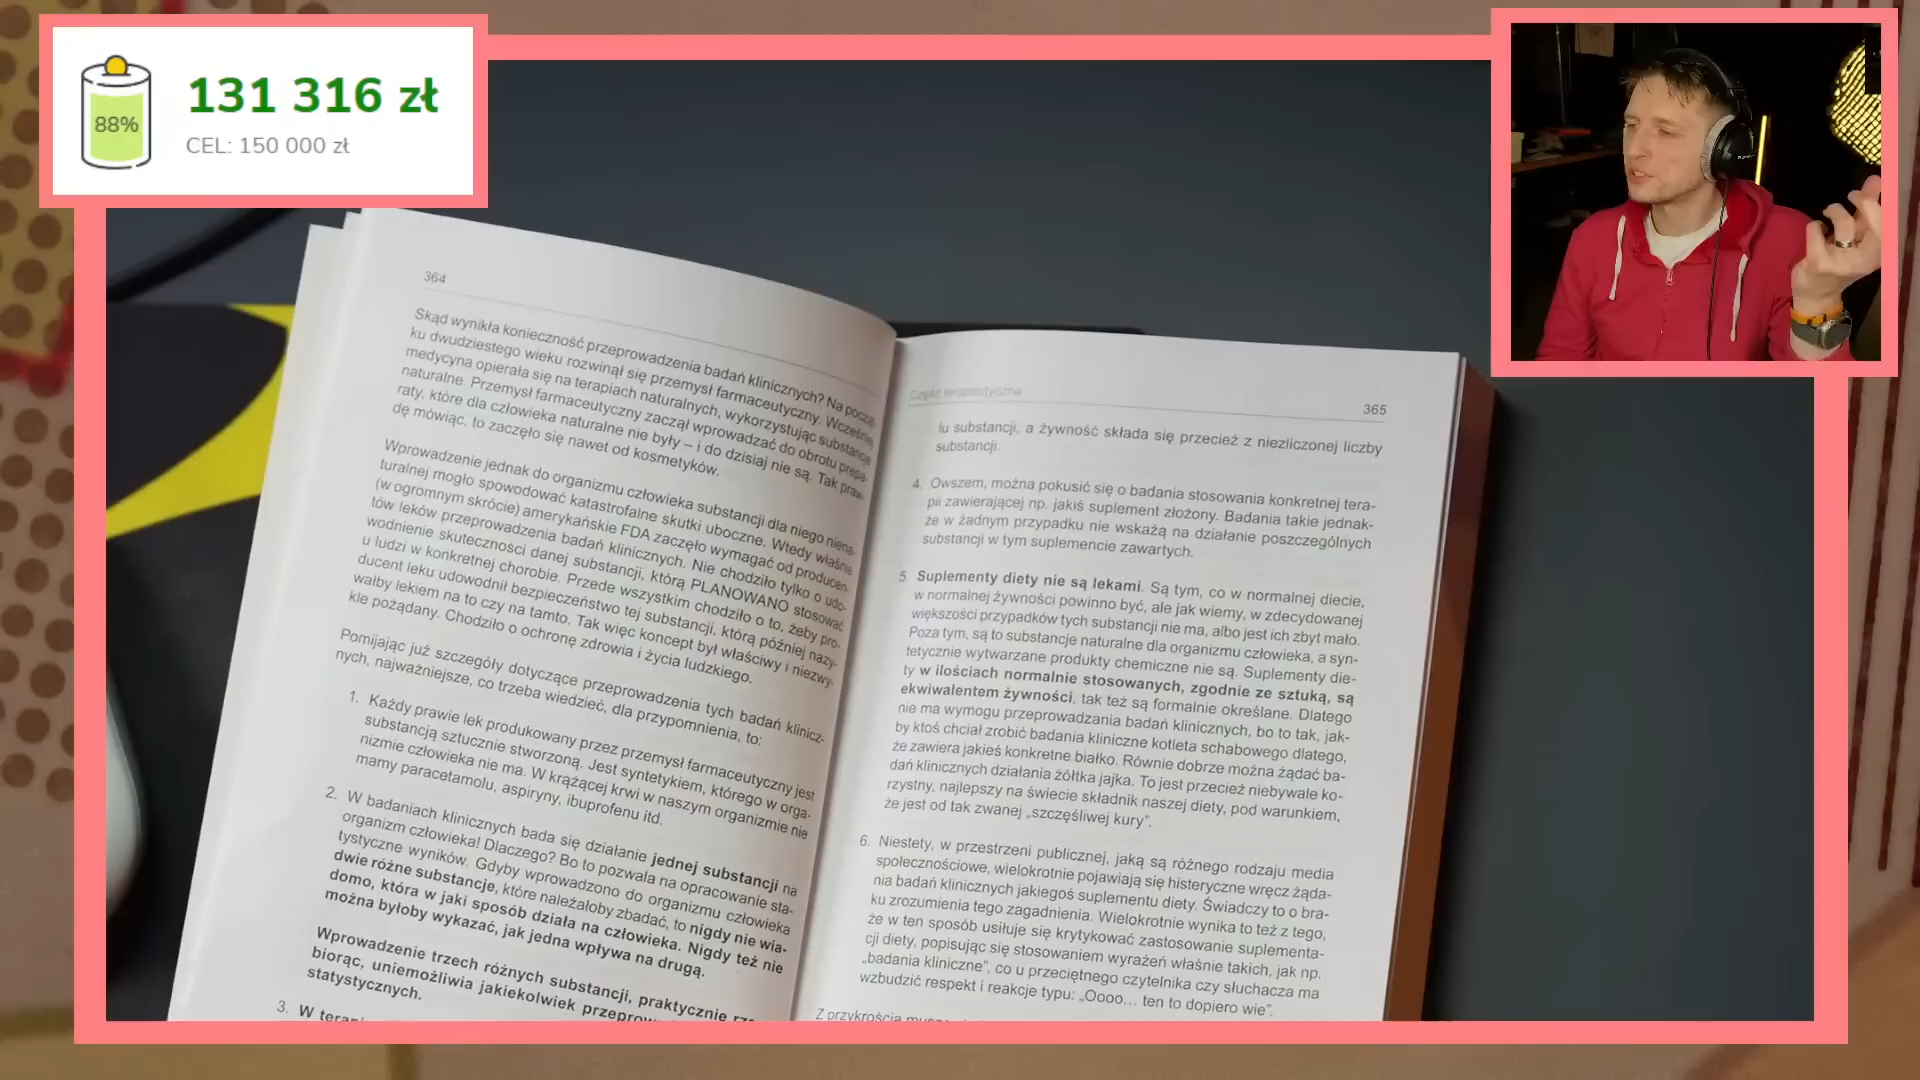 88%
131 316 zł
CEL: 150 000 zł
364
Skąd wynikła konieczność przeprowadzenia badań klinicznych? Na począt-
ku dwudziestego wieku rozwinął się przemysł farmaceutyczny. Wcześniej
medycyna opierała się na terapiach naturalnych, wykorzystując substancje
naturalne. Przemysł farmaceutyczny zaczął wprowadzać do obrotu prepa-
raty, które dla człowieka naturalne nie były – i do dzisiaj nie są. Tak praw-
dę mówiąc, to zaczęło się nawet od kosmetyków.
Wprowadzenie jednak do organizmu człowieka substancji dla niego niena-
turalnej mogło spowodować katastrofalne skutki uboczne. Wtedy właśnie
(w ogromnym skrócie) amerykańskie FDA zaczęło wymagać od producen-
tów leków przeprowadzenia badań klinicznych. Nie chodziło tylko o udo-
wodnienie skuteczności danej substancji, którą PLANOWANO stosować
u ludzi w konkretnej chorobie. Przede wszystkim chodziło o to, żeby pro-
ducent leku udowodnił bezpieczeństwo tej substancji, którą później nazy-
wałby lekiem na to czy na tamto. Tak więc koncept był właściwy i niezwy-
kle pożądany. Chodziło o ochronę zdrowia i życia ludzkiego.
Pomijając już szczegóły dotyczące przeprowadzenia tych badań klinicz-
nych, najważniejsze, co trzeba wiedzieć, dla przypomnienia, to:
1. Każdy prawie lek produkowany przez przemysł farmaceutyczny jest
substancją sztucznie stworzoną. Jest syntetykiem, którego w orga-
nizmie człowieka nie ma. W krążącej krwi w naszym organizmie nie
mamy paracetamolu, aspiryny, ibuprofenu itd.
2. W badaniach klinicznych bada się działanie jednej substancji na
organizm człowieka! Dlaczego? Bo to pozwala na opracowanie sta-
tystyczne wyników. Gdyby wprowadzono do organizmu człowieka
dwie różne substancje, które należałoby zbadać, to nigdy nie wia-
domo, która w jaki sposób działa na człowieka. Nigdy też nie
można byłoby wykazać, jak jedna wpływa na drugą.
Wprowadzenie trzech różnych substancji, praktycznie rze-
biorąc, uniemożliwia jakiekolwiek przeprow
statystycznych.
3. W terapi
Część terapeutyczna
365
lu substancji, a żywność składa się przecież z niezliczonej liczby
substancji.
4. Owszem, można pokusić się o badania stosowania konkretnej tera-
pii zawierającej np. jakiś suplement złożony. Badania takie jednak-
że w żadnym przypadku nie wskażą na działanie poszczególnych
substancji w tym suplemencie zawartych.
5. Suplementy diety nie są lekami. Są tym, co w normalnej diecie,
w normalnej żywności powinno być, ale jak wiemy, w zdecydowanej
większości przypadków tych substancji nie ma, albo jest ich zbyt mało.
Poza tym, są to substancje naturalne dla organizmu człowieka, a syn-
tetycznie wytwarzane produkty chemiczne nie są. Suplementy die-
ty w ilościach normalnie stosowanych, zgodnie ze sztuką, są
ekwiwalentem żywności, tak też są formalnie określane. Dlatego
nie ma wymogu przeprowadzania badań klinicznych, bo to tak, jak-
by ktoś chciał zrobić badania kliniczne kotleta schabowego dlatego,
że zawiera jakieś konkretne białko. Równie dobrze można żądać ba-
dań klinicznych działania żółtka jajka. To jest przecież niebywale ko-
rzystny, najlepszy na świecie składnik naszej diety, pod warunkiem,
że jest od tak zwanej „szczęśliwej kury”.
6. Niestety, w przestrzeni publicznej, jaką są różnego rodzaju media
społecznościowe, wielokrotnie pojawiają się histeryczne wręcz żąda-
nia badań klinicznych jakiegoś suplementu diety. Świadczy to o bra-
ku zrozumienia tego zagadnienia. Wielokrotnie wynika to też z tego,
że w ten sposób usiłuje się krytykować zastosowanie suplementa-
cji diety, popisując się stosowaniem wyrażeń właśnie takich, jak np.
„badania kliniczne”, co u przeciętnego czytelnika czy słuchacza ma
wzbudzić respekt i reakcje typu: „Oooo... ten to dopiero wie”.
Z przykrością